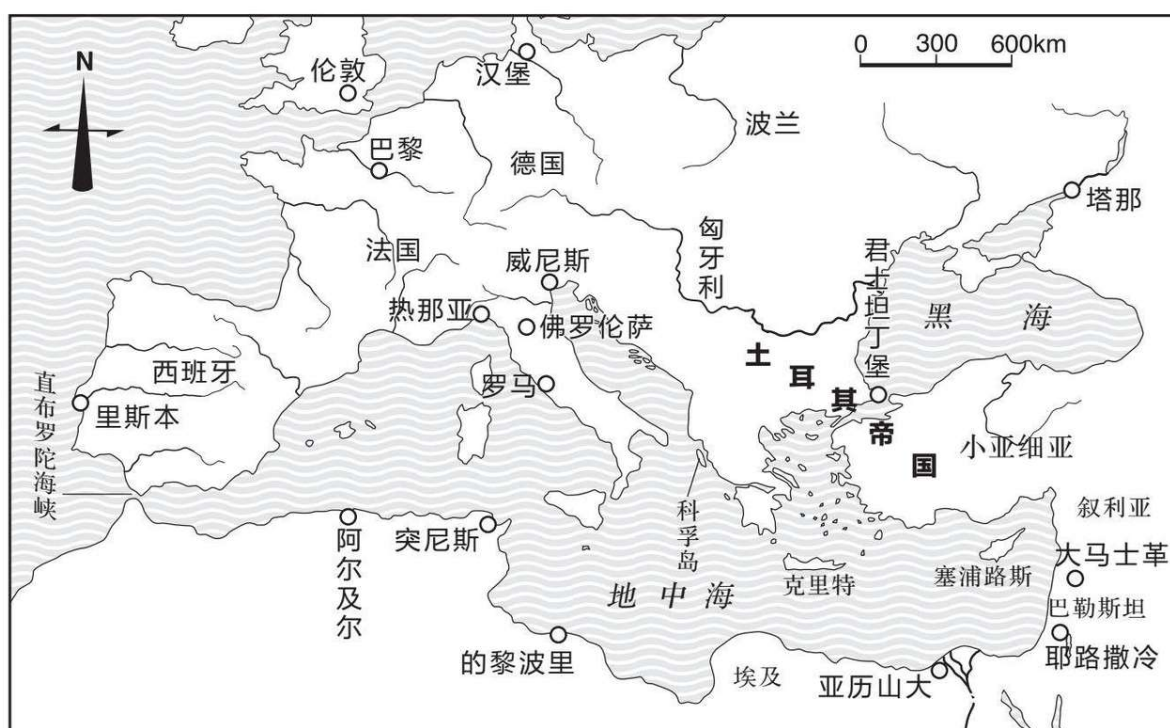 N
0 300 600km
伦敦
汉堡
波兰
巴黎
德国
塔那
法国
匈牙利
君士坦丁堡
威尼斯
热那亚
佛罗伦萨
黑海
西班牙
罗马
土耳其帝国
直布罗陀海峡
里斯本
小亚细亚
科孚岛
叙利亚
阿尔及尔
突尼斯
大马士革
克里特
塞浦路斯
地中海
巴勒斯坦
的黎波里
耶路撒冷
埃及
亚历山大